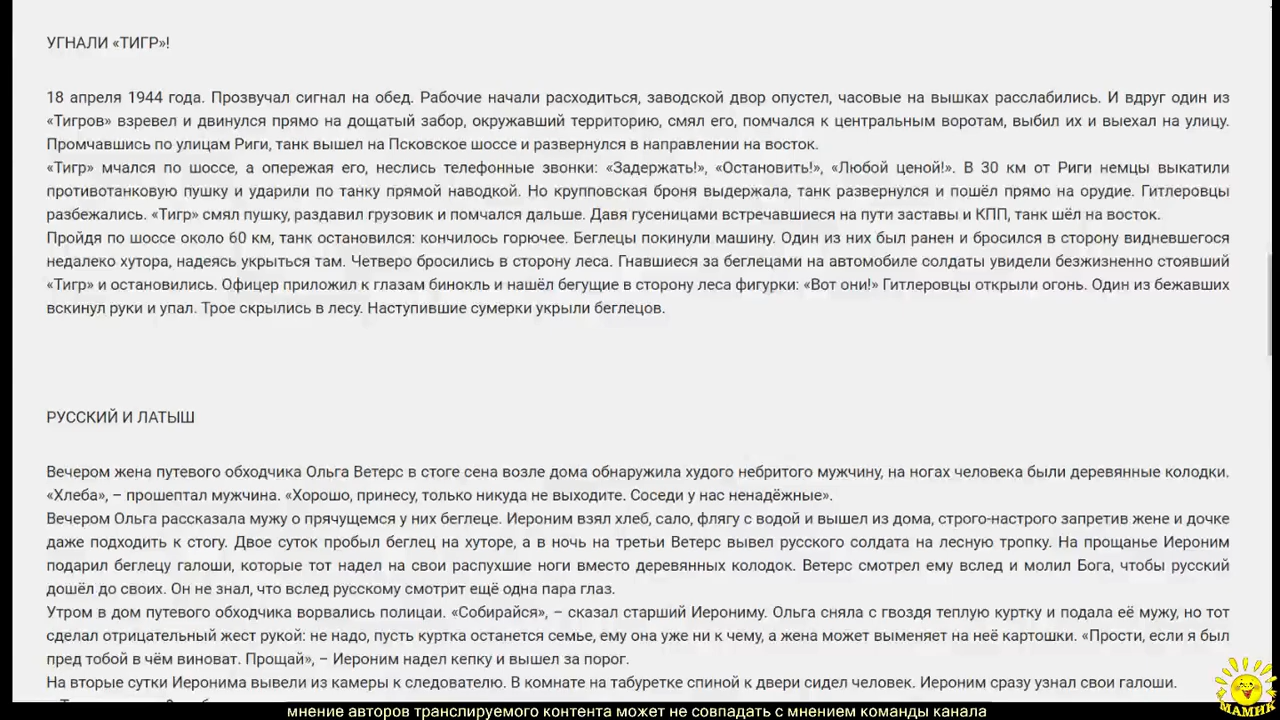 УГНАЛИ «ТИГР»!
18 апреля 1944 года. Прозвучал сигнал на обед. Рабочие начали расходиться, заводской двор опустел, часовые на вышках расслабились. И вдруг один из
«Тигров» взревел и двинулся прямо на дощатый забор, окружавший территорию, смял его, помчался к центральным воротам, выбил их и выехал на улицу.
Промчавшись по улицам Риги, танк вышел на Псковское шоссе и развернулся в направлении на восток.
«Тигр» мчался по шоссе, а опережая его, неслись телефонные звонки: «Задержать!», «Остановить!», «Любой ценой!». В 30 км от Риги немцы выкатили
противотанковую пушку и ударили по танку прямой наводкой. Но крупповская броня выдержала, танк развернулся и пошёл прямо на орудие. Гитлеровцы
разбежались. «Тигр» смял пушку, раздавил грузовик и помчался дальше. Давя гусеницами встречавшиеся на пути заставы и КПП, танк шёл на восток.
Пройдя по шоссе около 60 км, танк остановился: кончилось горючее. Беглецы покинули машину. Один из них был ранен и бросился в сторону видневшегося
недалеко хутора, надеясь укрыться там. Четверо бросились в сторону леса. Гнавшиеся за беглецами на автомобиле солдаты увидели безжизненно стоявший
«Тигр» и остановились. Офицер приложил к глазам бинокль и нашёл бегущие в сторону леса фигурки: «Вот они!» Гитлеровцы открыли огонь. Один из бежавших
вскинул руки и упал. Трое скрылись в лесу. Наступившие сумерки укрыли беглецов.
РУССКИЙ И ЛАТЫШ
Вечером жена путевого обходчика Ольга Ветерс в стоге сена возле дома обнаружила худого небритого мужчину, на ногах человека были деревянные колодки.
«Хлеба», – прошептал мужчина. «Хорошо, принесу, только никуда не выходите. Соседи у нас ненадёжные».
Вечером Ольга рассказала мужу о прячущемся у них беглеце. Иероним взял хлеб, сало, флягу с водой и вышел из дома, строго-настрого запретив жене и дочке
даже подходить к стогу. Двое суток пробыл беглец на хуторе, а в ночь на третьи Ветерс вывел русского солдата на лесную тропку. На прощанье Иероним
подарил беглецу галоши, которые тот надел на свои распухшие ноги вместо деревянных колодок. Ветерс смотрел ему вслед и молил Бога, чтобы русский
дошёл до своих. Он не знал, что вслед русскому смотрит ещё одна пара глаз.
Утром в дом путевого обходчика ворвались полицаи. «Собирайся», – сказал старший Иерониму. Ольга сняла с гвоздя теплую куртку и подала её мужу, но тот
сделал отрицательный жест рукой: не надо, пусть куртка останется семье, ему она уже ни к чему, а жена может выменяет на неё картошки. «Прости, если я был
пред тобой в чём виноват. Прощай», – Иероним надел кепку и вышел за порог.
На вторые сутки Иеронима вывели из камеры к следователю. В комнате на табуретке спиной к двери сидел человек. Иероним сразу узнал свои галоши.
МАМИК
мнение авторов транслируемого контента может не совпадать с мнением команды канала